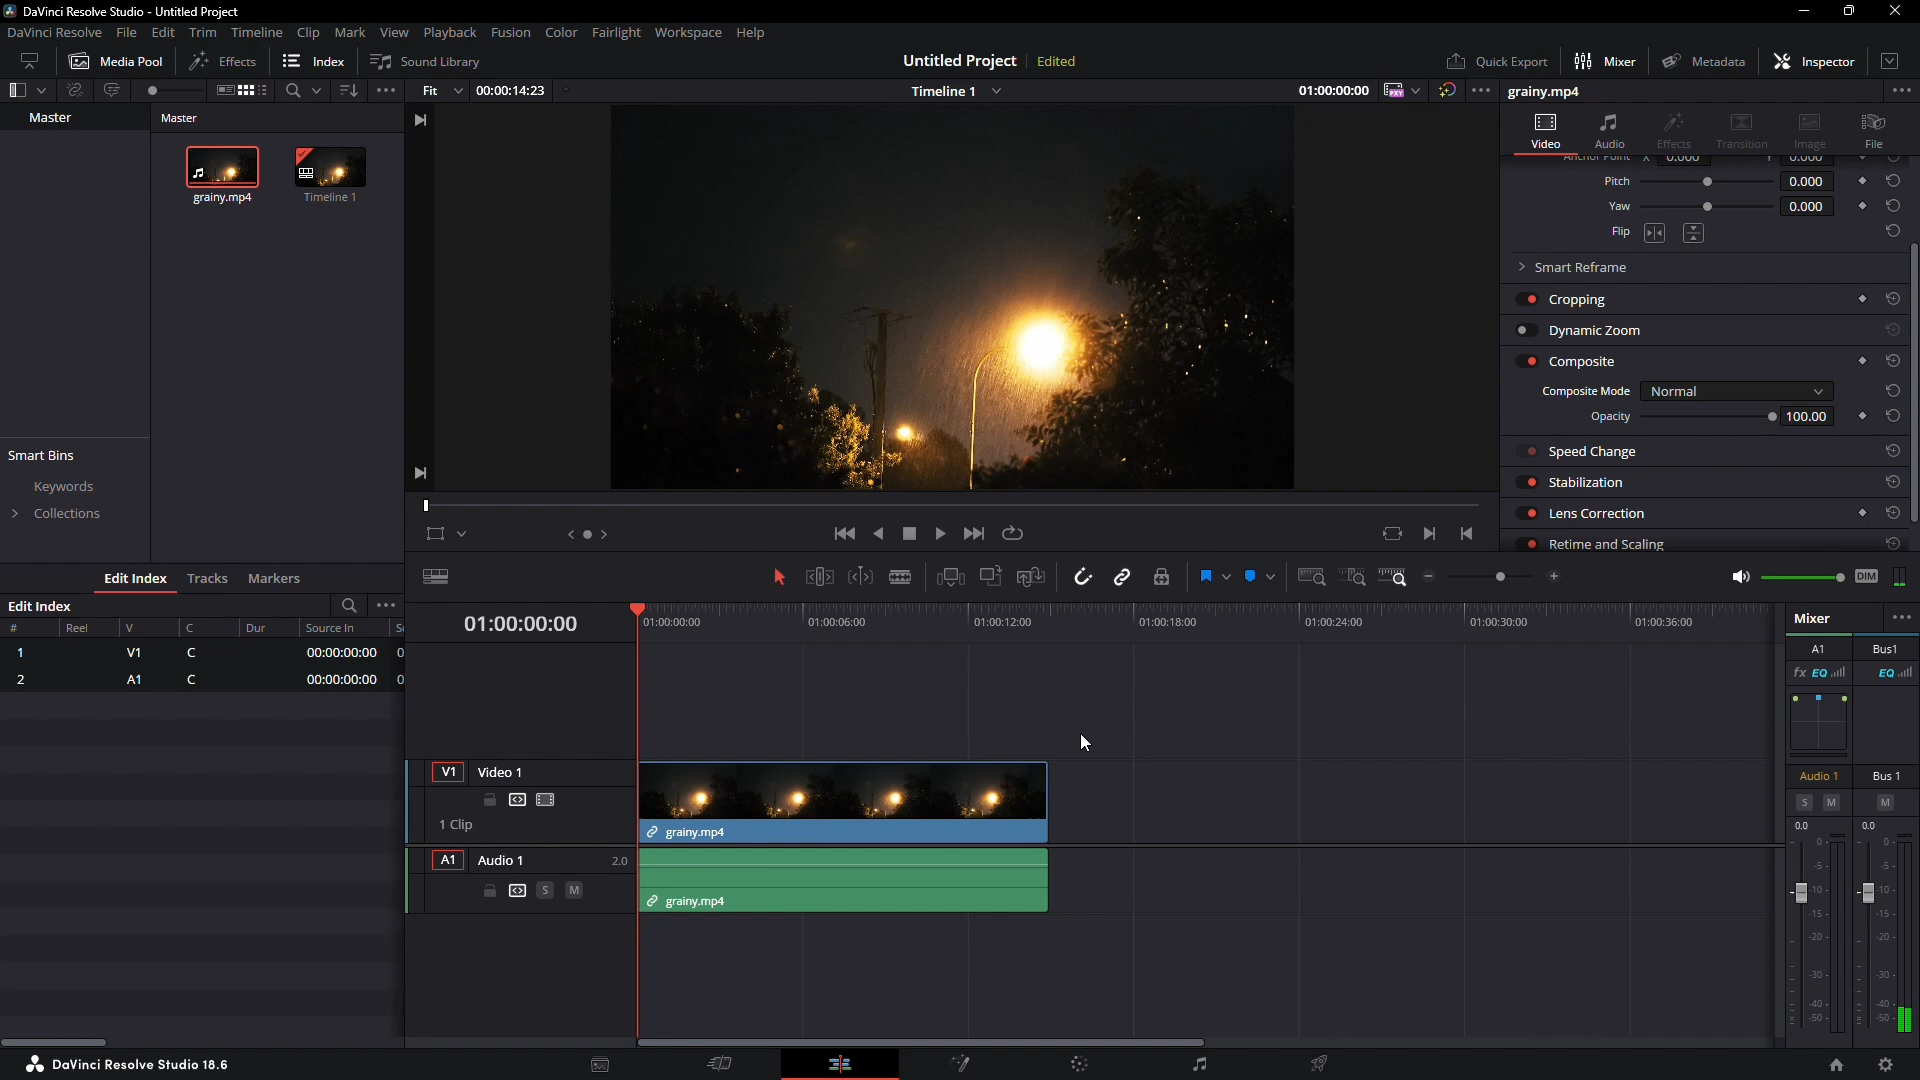 DaVinci Resolve Studio - Untitled Project
DaVinci Resolve File Edit Trim Timeline Clip Mark View Playback Fusion Color Fairlight Workspace Help
Media Pool Effects Index Sound Library Untitled Project Edited Quick Export Mixer Metadata Inspector
Fit 00:00:14:23 Timeline 1 01:00:00:00 PXY grainy.mp4
Master Master
Video Audio Effects Transition Image File
Anchor Point X 0.000 Y 0.000
Pitch 0.000
grainy.mp4 Timeline 1
Yaw 0.000
Flip
Smart Reframe
Cropping
Dynamic Zoom
Composite
Composite Mode Normal
Opacity 100.00
Speed Change
Stabilization
Lens Correction
Retime and Scaling
Smart Bins
Keywords
Collections
Edit Index Tracks Markers
DIM
Edit Index
# Reel V C Dur Source In
1 V1 C 00:00:00:00 0
2 A1 C 00:00:00:00 0
01:00:00:00
01:00:00:00 01:00:06:00 01:00:12:00 01:00:18:00 01:00:24:00 01:00:30:00 01:00:36:00
V1 Video 1
1 Clip
grainy.mp4
A1 Audio 1 2.0
S M
grainy.mp4
Mixer
A1 Bus1
fx EQ EQ
Audio 1 Bus 1
S M M
0.0 0.0
0 0
-5 -5
-10 -10
-15 -15
-20 -20
-30 -30
-40 -40
-50 -50
DaVinci Resolve Studio 18.6